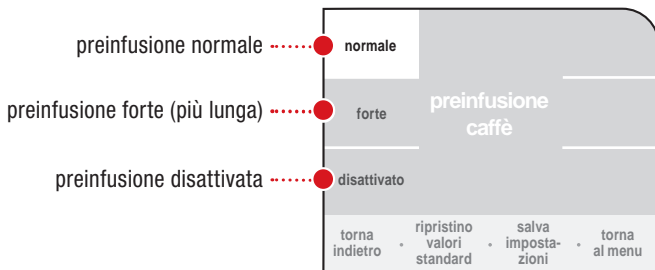 preinfusione normale
normale
preinfusione forte (più lunga)
forte
preinfusione
caffè
preinfusione disattivata
disattivato
torna
indietro
•
ripristino
valori
standard
•
salva
imposta-
zioni
•
torna
al menu